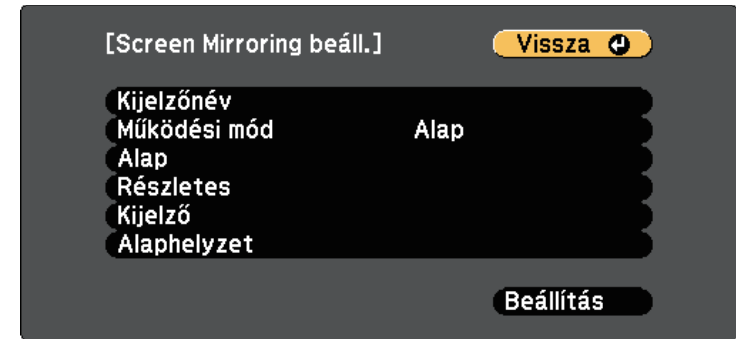 [Screen Mirroring beáll.] Vissza
Kijelzőnév
Működési mód Alap
Alap
Részletes
Kijelző
Alaphelyzet
Beállítás